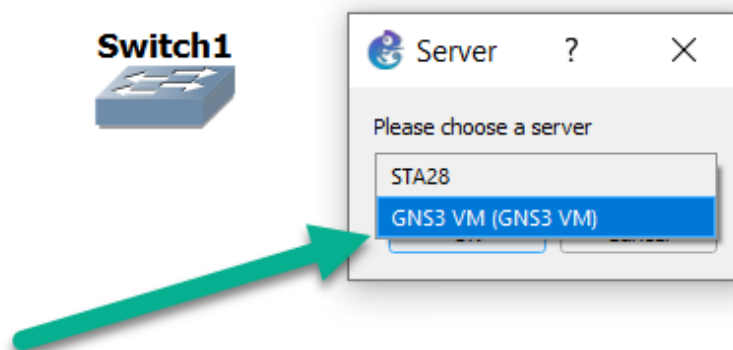 Switch1
Server ? X
Please choose a server
STA28
GNS3 VM (GNS3 VM)